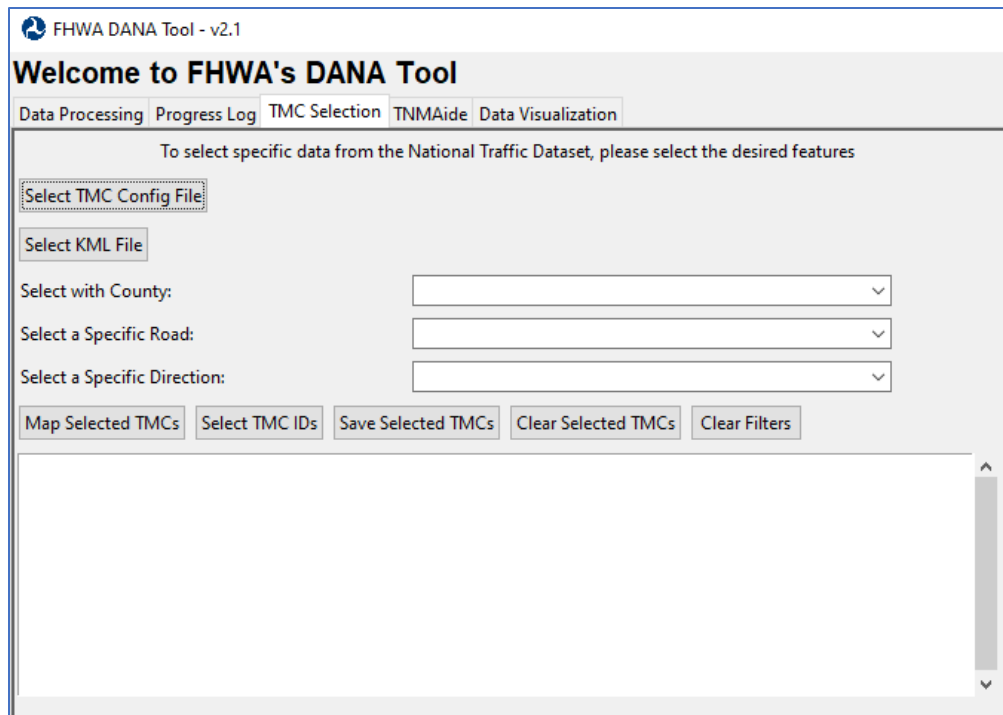 FHWA DANA Tool - v2.1
Welcome to FHWA's DANA Tool
Data Processing Progress Log TMC Selection TNMAide Data Visualization
To select specific data from the National Traffic Dataset, please select the desired features
Select TMC Config File
Select KML File
Select with County:
Select a Specific Road:
Select a Specific Direction:
Map Selected TMCs Select TMC IDs Save Selected TMCs Clear Selected TMCs Clear Filters